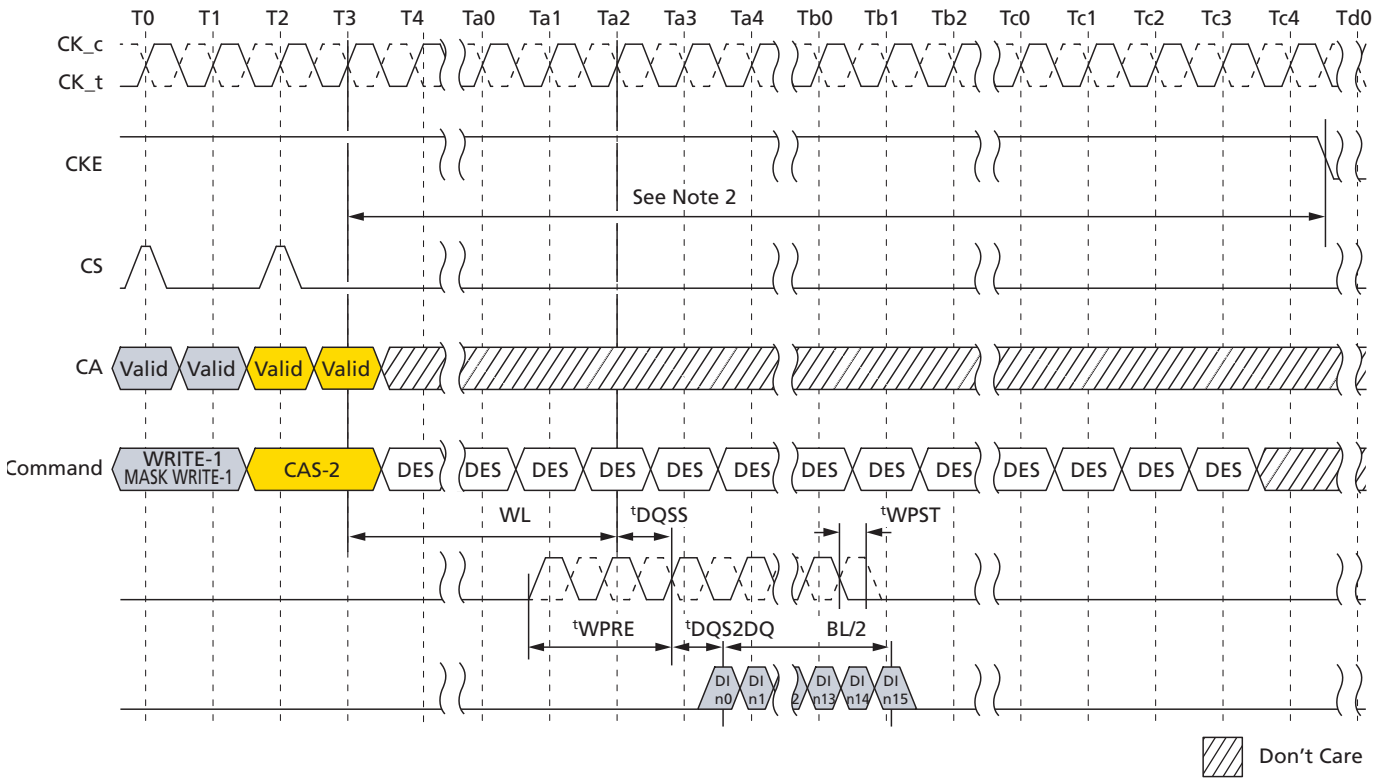 T0 T1 T2 T3 T4 Ta0 Ta1 Ta2 Ta3 Ta4 Tb0 Tb1 Tb2 Tc0 Tc1 Tc2 Tc3 Tc4 Td0
CK_c
CK_t
CKE
See Note 2
CS
CA Valid Valid Valid Valid
Command WRITE-1 MASK WRITE-1 CAS-2 DES DES DES DES DES DES DES DES DES DES DES DES DES
WL tDQSS tWPST
tWPRE tDQS2DQ BL/2
DI n0 DI n1 2 DI n13 DI n14 DI n15
Don't Care